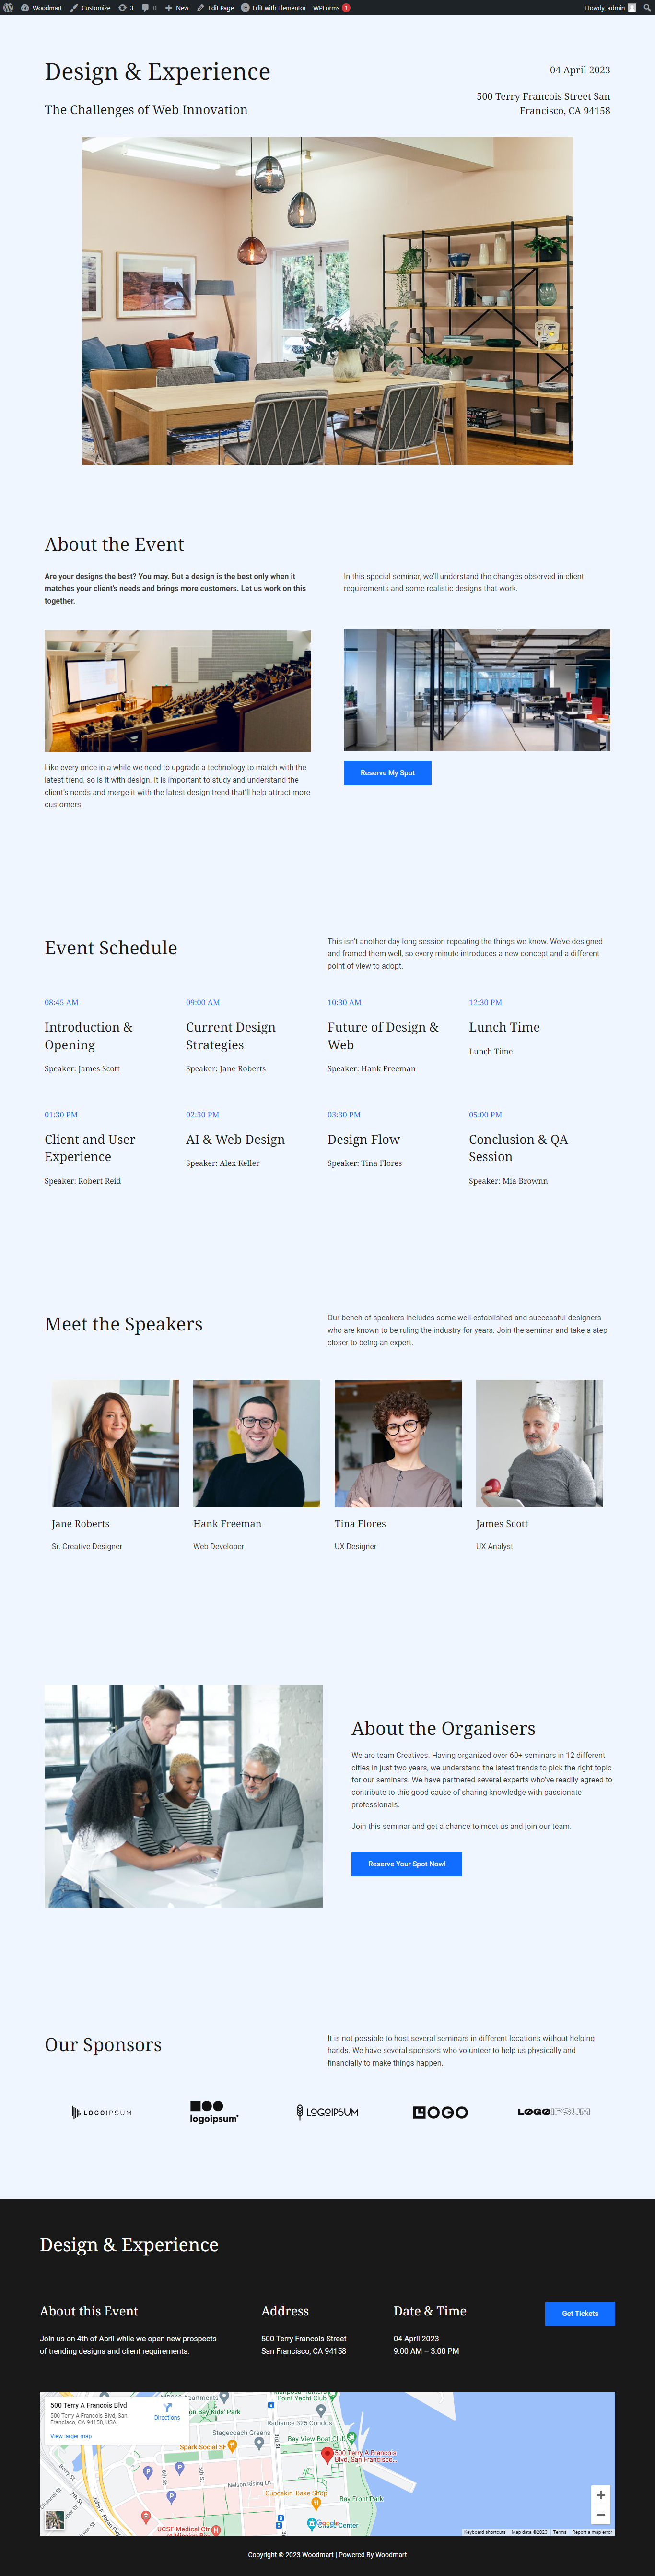 Woodmart Customize 3 0 New Edit Page Edit with Elementor WPForms 1 Howdy, admin
Design & Experience
The Challenges of Web Innovation
04 April 2023
500 Terry Francois Street San
Francisco, CA 94158
About the Event
Are your designs the best? You may. But a design is the best only when it
matches your client's needs and brings more customers. Let us work on this
together.
In this special seminar, we'll understand the changes observed in client
requirements and some realistic designs that work.
Like every once in a while we need to upgrade a technology to match with the
latest trend, so is it with design. It is important to study and understand the
client's needs and merge it with the latest design trend that'll help attract more
customers.
Reserve My Spot
Event Schedule
This isn't another day-long session repeating the things we know. We've designed
and framed them well, so every minute introduces a new concept and a different
point of view to adopt.
08:45 AM
Introduction &
Opening
Speaker: James Scott
09:00 AM
Current Design
Strategies
Speaker: Jane Roberts
10:30 AM
Future of Design &
Web
Speaker: Hank Freeman
12:30 PM
Lunch Time
Lunch Time
01:30 PM
Client and User
Experience
Speaker: Robert Reid
02:30 PM
AI & Web Design
Speaker: Alex Keller
03:30 PM
Design Flow
Speaker: Tina Flores
05:00 PM
Conclusion & QA
Session
Speaker: Mia Brownn
Meet the Speakers
Our bench of speakers includes some well-established and successful designers
who are known to be ruling the industry for years. Join the seminar and take a step
closer to being an expert.
Jane Roberts
Sr. Creative Designer
Hank Freeman
Web Developer
Tina Flores
UX Designer
James Scott
UX Analyst
About the Organisers
We are team Creatives. Having organized over 60+ seminars in 12 different
cities in just two years, we understand the latest trends to pick the right topic
for our seminars. We have partnered several experts who've readily agreed to
contribute to this good cause of sharing knowledge with passionate
professionals.
Join this seminar and get a chance to meet us and join our team.
Reserve Your Spot Now!
Our Sponsors
It is not possible to host several seminars in different locations without helping
hands. We have several sponsors who volunteer to help us physically and
financially to make things happen.
LOGOIPSUM
logoipsum
LOGOIPSUM
LOGO
LOGOIPSUM
Design & Experience
About this Event
Join us on 4th of April while we open new prospects
of trending designs and client requirements.
Address
500 Terry Francois Street
San Francisco, CA 94158
Date & Time
04 April 2023
9:00 AM – 3:00 PM
Get Tickets
500 Terry A Francois Blvd
500 Terry A Francois Blvd, San
Francisco, CA 94158, USA
Directions
View larger map
Point Yacht Club
Radiance 325 Condos
Stagecoach Greens
Bay View Boat Club
Spark Social SF
500 Terry A Francois
Blvd, San Francisco...
Nelson Rising Ln
Cupcakin' Bake Shop
Bay Front Park
UCSF Medical Ctr
Google
Keyboard shortcuts Map data ©2023 Terms Report a map error
Copyright © 2023 Woodmart | Powered By Woodmart